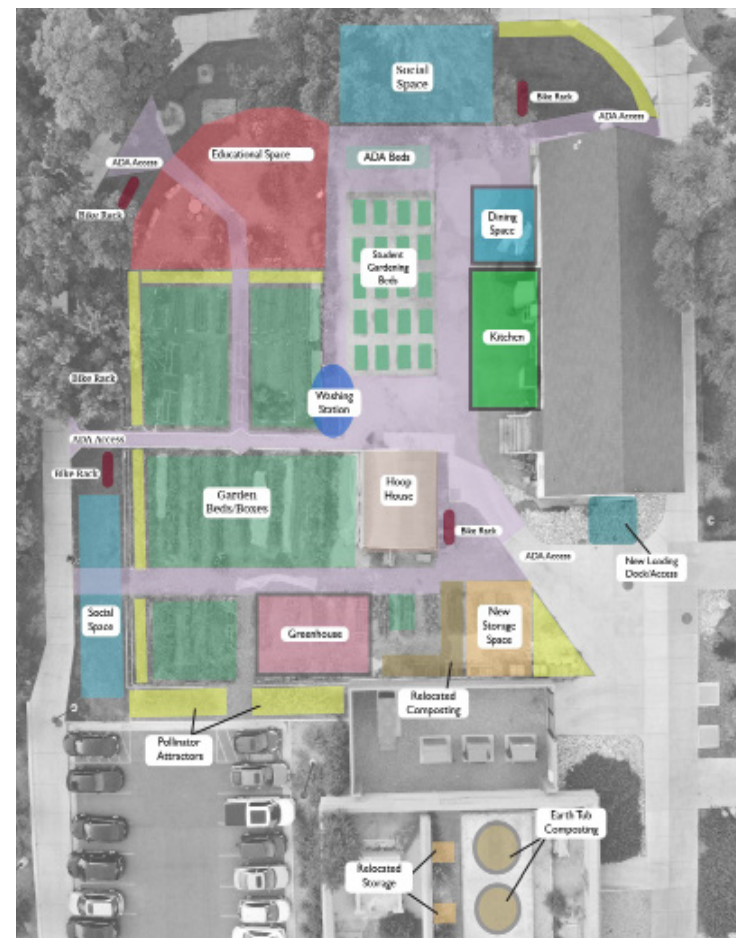 Social
Space
Bike Rack
ADA Access
Educational Space
ADA Access
ADA Beds
Bike Rack
Dining
Space
Student
Gardening
Beds
Kitchen
Bike Rack
Washing
Station
ADA Access
Bike Rack
Garden
Beds/Boxes
Hoop
House
Bike Rack
ADA Access
New Loading
Dock/Access
Social
Space
Greenhouse
New
Storage
Space
Relocated
Composting
Pollinator
Attractors
Earth Tub
Composting
Relocated
Storage